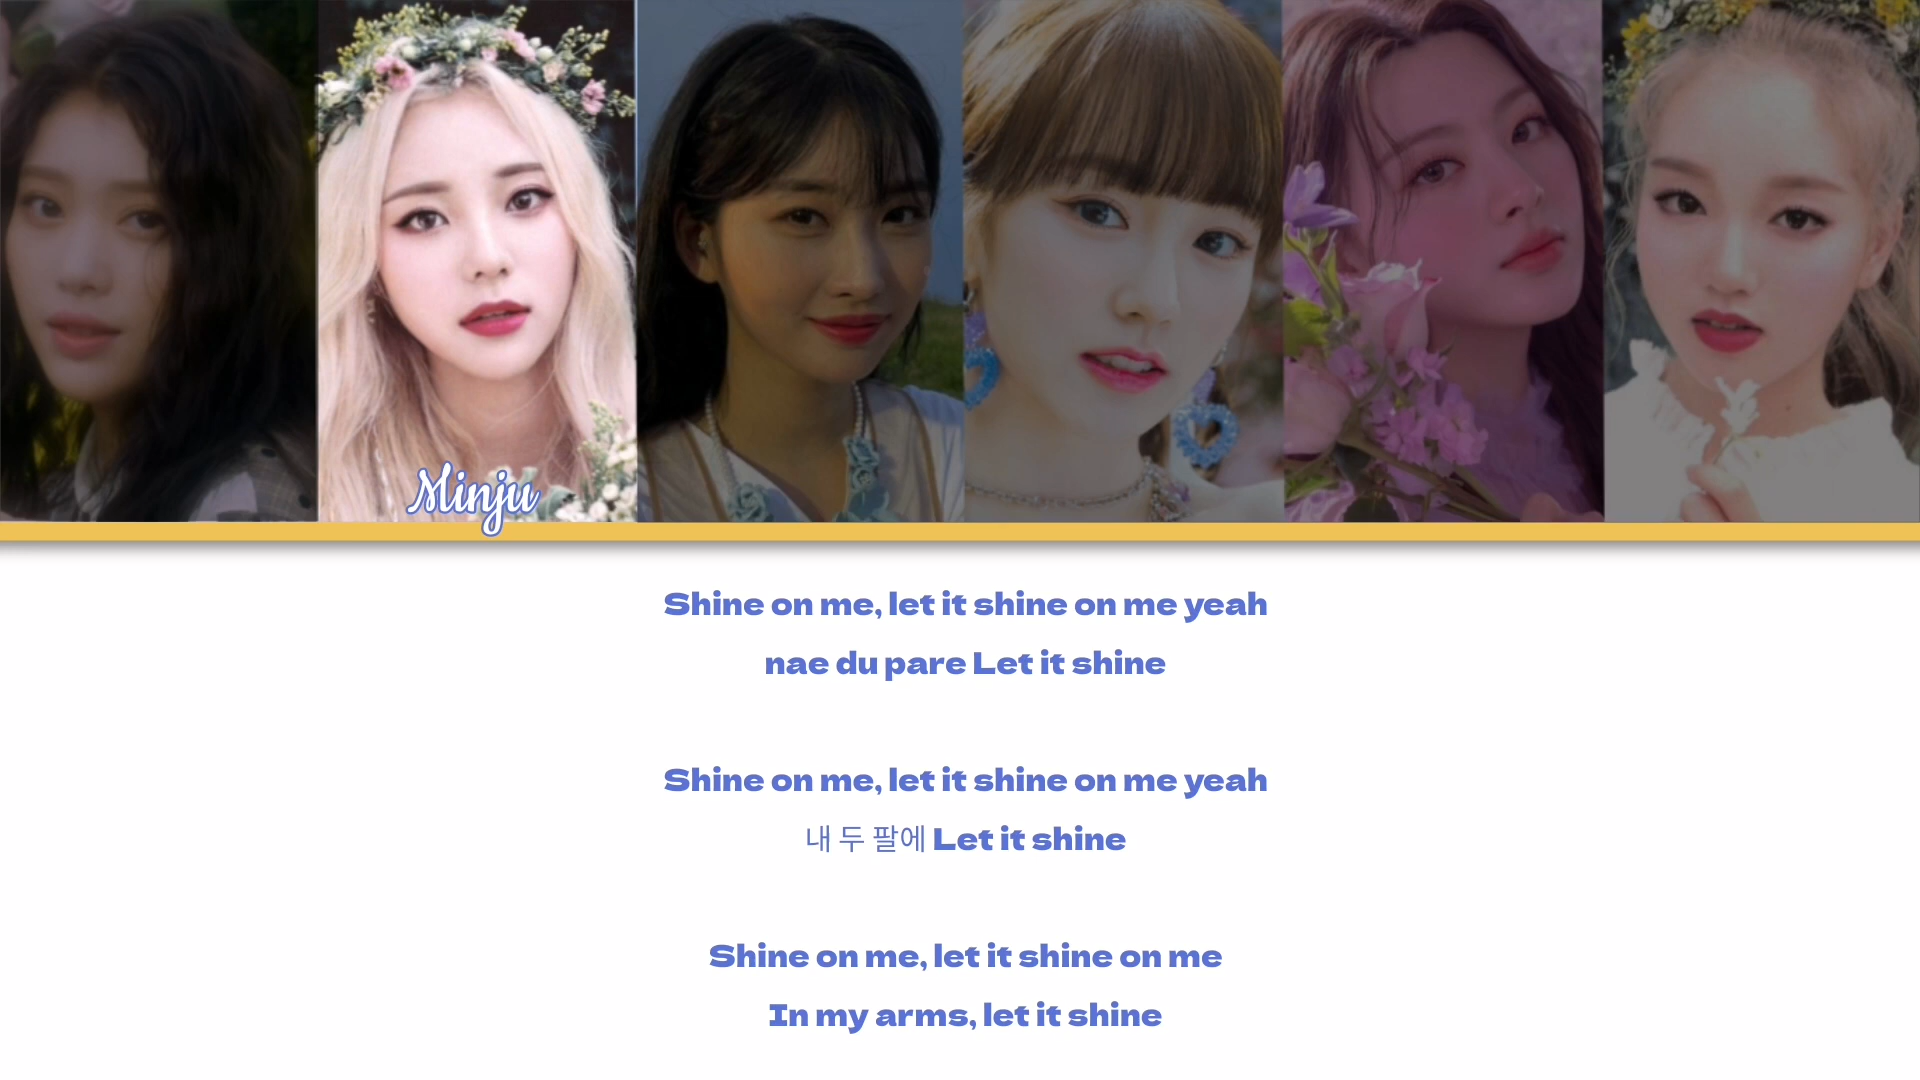 Minju
Shine on me, let it shine on me yeah
nae du pare Let it shine
Shine on me, let it shine on me yeah
내 두 팔에 Let it shine
Shine on me, let it shine on me
In my arms, let it shine